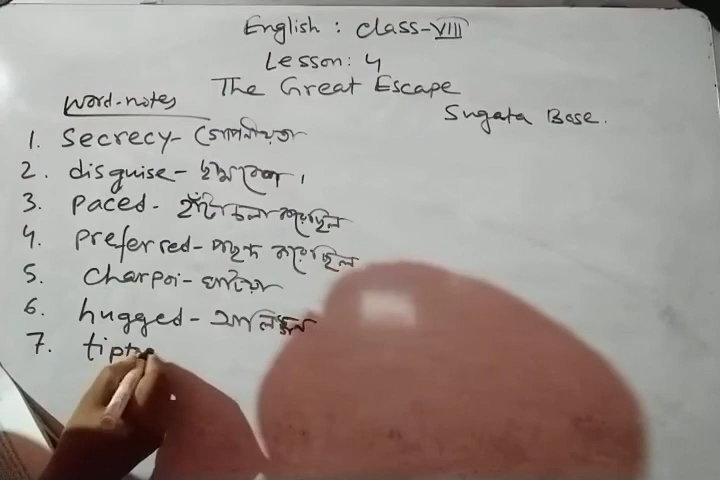 English : Class-VIII
Lesson: 4
The Great Escape
Sugata Bose.
Word-notes
1. Secrecy- গোপনীয়তা
2. disguise- ছদ্মবেশ।
3. paced- হাঁটাচলা করেছিল
4. preferred- পছন্দ করেছিল
5. Charpoi- খাটিয়া
6. hugged- আলিঙ্গন
7. tipto